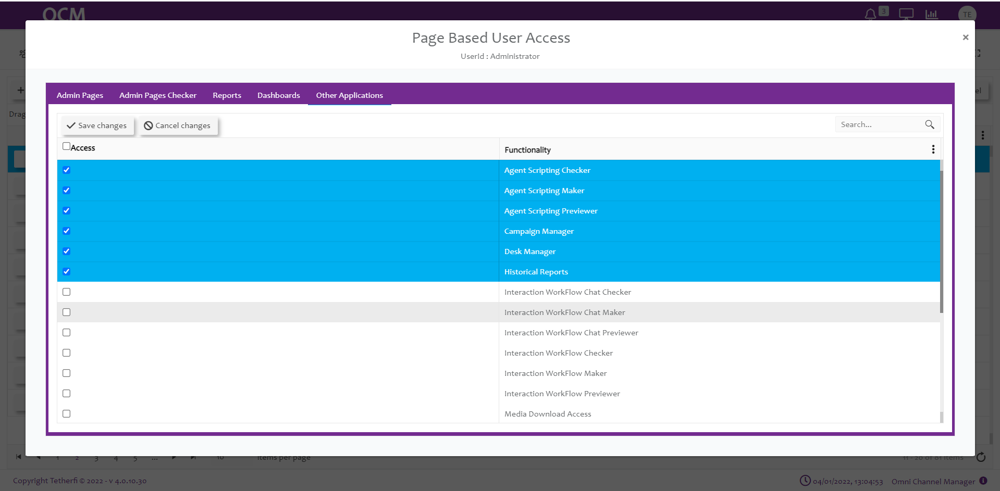 OCM
3
TE
Page Based User Access
×
UserId : Administrator
Admin Pages Admin Pages Checker Reports Dashboards Other Applications
Drag
el
Save changes Cancel changes Search...
Access Functionality
Agent Scripting Checker
Agent Scripting Maker
Agent Scripting Previewer
Campaign Manager
Desk Manager
Historical Reports
Interaction WorkFlow Chat Checker
Interaction WorkFlow Chat Maker
Interaction WorkFlow Chat Previewer
Interaction WorkFlow Checker
Interaction WorkFlow Maker
Interaction WorkFlow Previewer
Media Download Access
1 2 3 4 5 ... 10 items per page 11 - 20 of 81 items
Copyright Tetherfi © 2022 - v 4.0.10.30 04/01/2022, 13:04:53 Omni Channel Manager